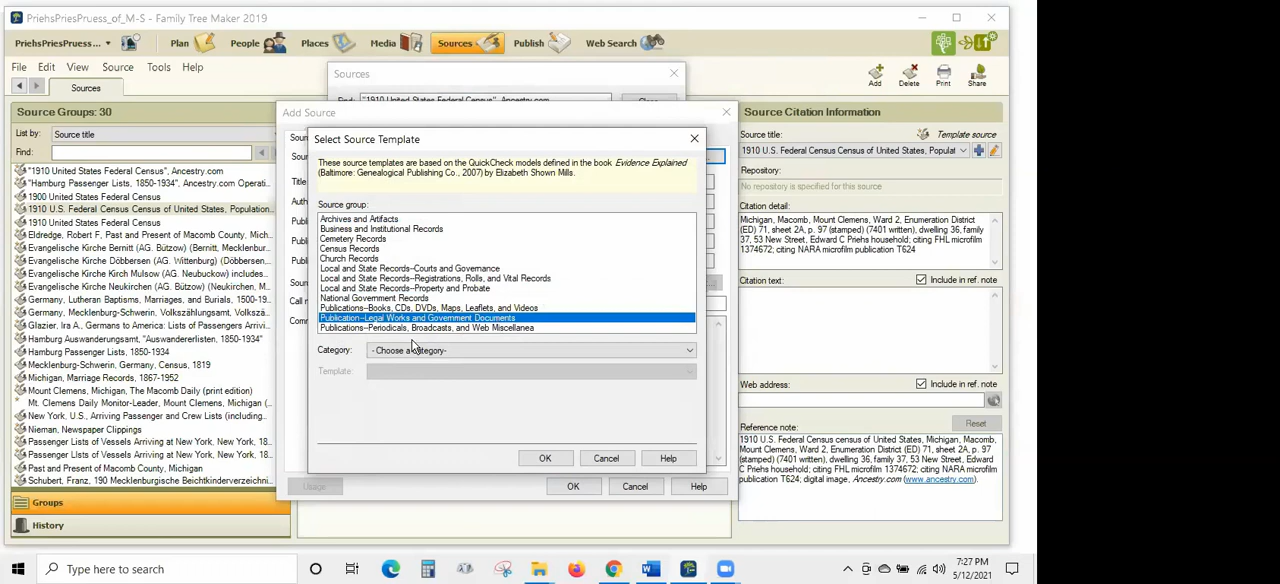 PriehsPriesPruess_of_M-S - Family Tree Maker 2019
PriehsPriesPruess... Plan People Places Media Sources Publish Web Search
File Edit View Source Tools Help
Sources
Add Delete Print Share
Source Groups: 30
List by: Source title
Find:
"1910 United States Federal Census", Ancestry.com
"Hamburg Passenger Lists, 1850-1934". Ancestry.com Operati
1900 United States Federal Census
1910 U.S. Federal Census Census of United States, Population
1910 United States Federal Census
Eldredge, Robert F, Past and Present of Macomb County, Mic
Evangelische Kirche Bernitt (AG. Bützow) (Bernitt, Mecklenbur
Evangelische Kirche Döbbersen (AG. Wittenburg) (Döbbersen,
Evangelische Kirche Kirch Mulsow (AG. Neubuckow) includes...
Evangelische Kirche Neukirchen (AG. Bützow) (Neukirchen, M
Germany, Lutheran Baptisms, Marriages, and Burials, 1500-19
Germany, Mecklenburg-Schwerin, Volkszählungsamt, Volkszä
Glazier, Ira A., Germans to America
Hamburg Auswanderungsamt, "Auswandererlisten, 1850-1934"
Hamburg Passenger Lists, 1850-1934
Mecklenburg-Schwerin, Germany, Census, 1819
Michigan, Marriage Records, 1867-1952
Mount Clemens, Michigan, The Macomb Daily (print edition)
Mt. Clemens Daily Monitor-Leader, Mount Clemens, Michigan (
New York, U.S., Arriving Passenger and Crew Lists (including...
Nieman, Newspaper Clippings
Passenger Lists of Vessels Arriving at New York, New York, 18...
Passenger Lists of Vessels Arriving at New York, New York, 18...
Past and Present of Macomb County, Michigan
Schubert, Franz, 190 Mecklenburgische Beichtkinderverzeichni
Groups
History
Sources
Find: "1910 United States Federal Census", Ancestry.com
Add Source
Usage OK Cancel Help
Select Source Template
These source templates are based on the QuickCheck models defined in the book Evidence Explained
(Baltimore: Genealogical Publishing Co., 2007) by Elizabeth Shown Mills.
Source group:
Archives and Artifacts
Business and Institutional Records
Cemetery Records
Census Records
Church Records
Local and State Records--Courts and Governance
Local and State Records--Registrations, Rolls, and Vital Records
Local and State Records--Property and Probate
National Government Records
Publications--Books, CDs, DVDs, Maps, Leaflets, and Videos
Publication--Legal Works and Government Documents
Publications--Periodicals, Broadcasts, and Web Miscellanea
Category: - Choose a category-
Template:
OK Cancel Help
Source Citation Information
Source title: Template source
1910 U.S. Federal Census Census of United States, Populat
Repository:
No repository is specified for this source
Citation detail:
Michigan, Macomb, Mount Clemens, Ward 2, Enumeration District
(ED) 71, sheet 2A, p. 97 (stamped) (7401 written), dwelling 36, family
37, 53 New Street, Edward C Priehs household; citing FHL microfilm
1374672; citing NARA microfilm publication T624
Citation text: Include in ref. note
Web address: Include in ref. note
Reference note: Reset
1910 U.S. Federal Census census of United States, Michigan, Macomb,
Mount Clemens, Ward 2, Enumeration District (ED) 71, sheet 2A, p. 97
(stamped) (7401 written), dwelling 36, family 37, 53 New Street, Edward
C Priehs household; citing FHL microfilm 1374672; citing NARA microfilm
publication T624; digital image, Ancestry.com (www.ancestry.com).
Type here to search
7:27 PM
5/12/2021